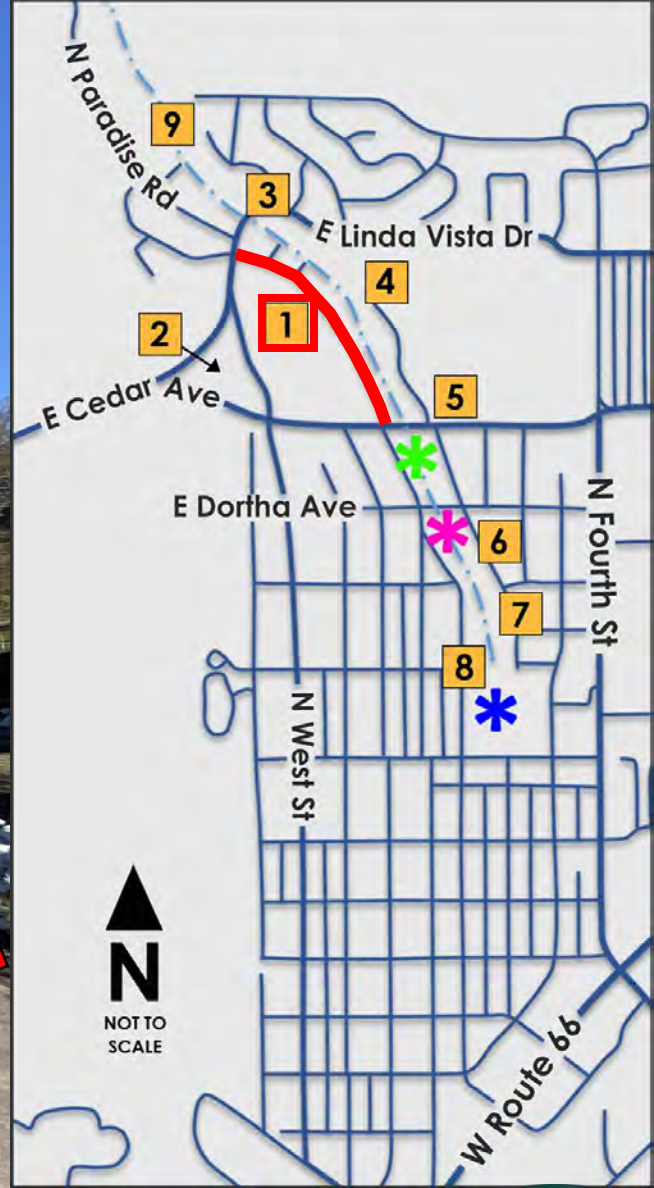 N Paradise Rd
9
3
E Linda Vista Dr
4
1
2
E Cedar Ave
5
E Dortha Ave
N Fourth St
6
7
8
N West St
N
NOT TO
SCALE
W Route 66